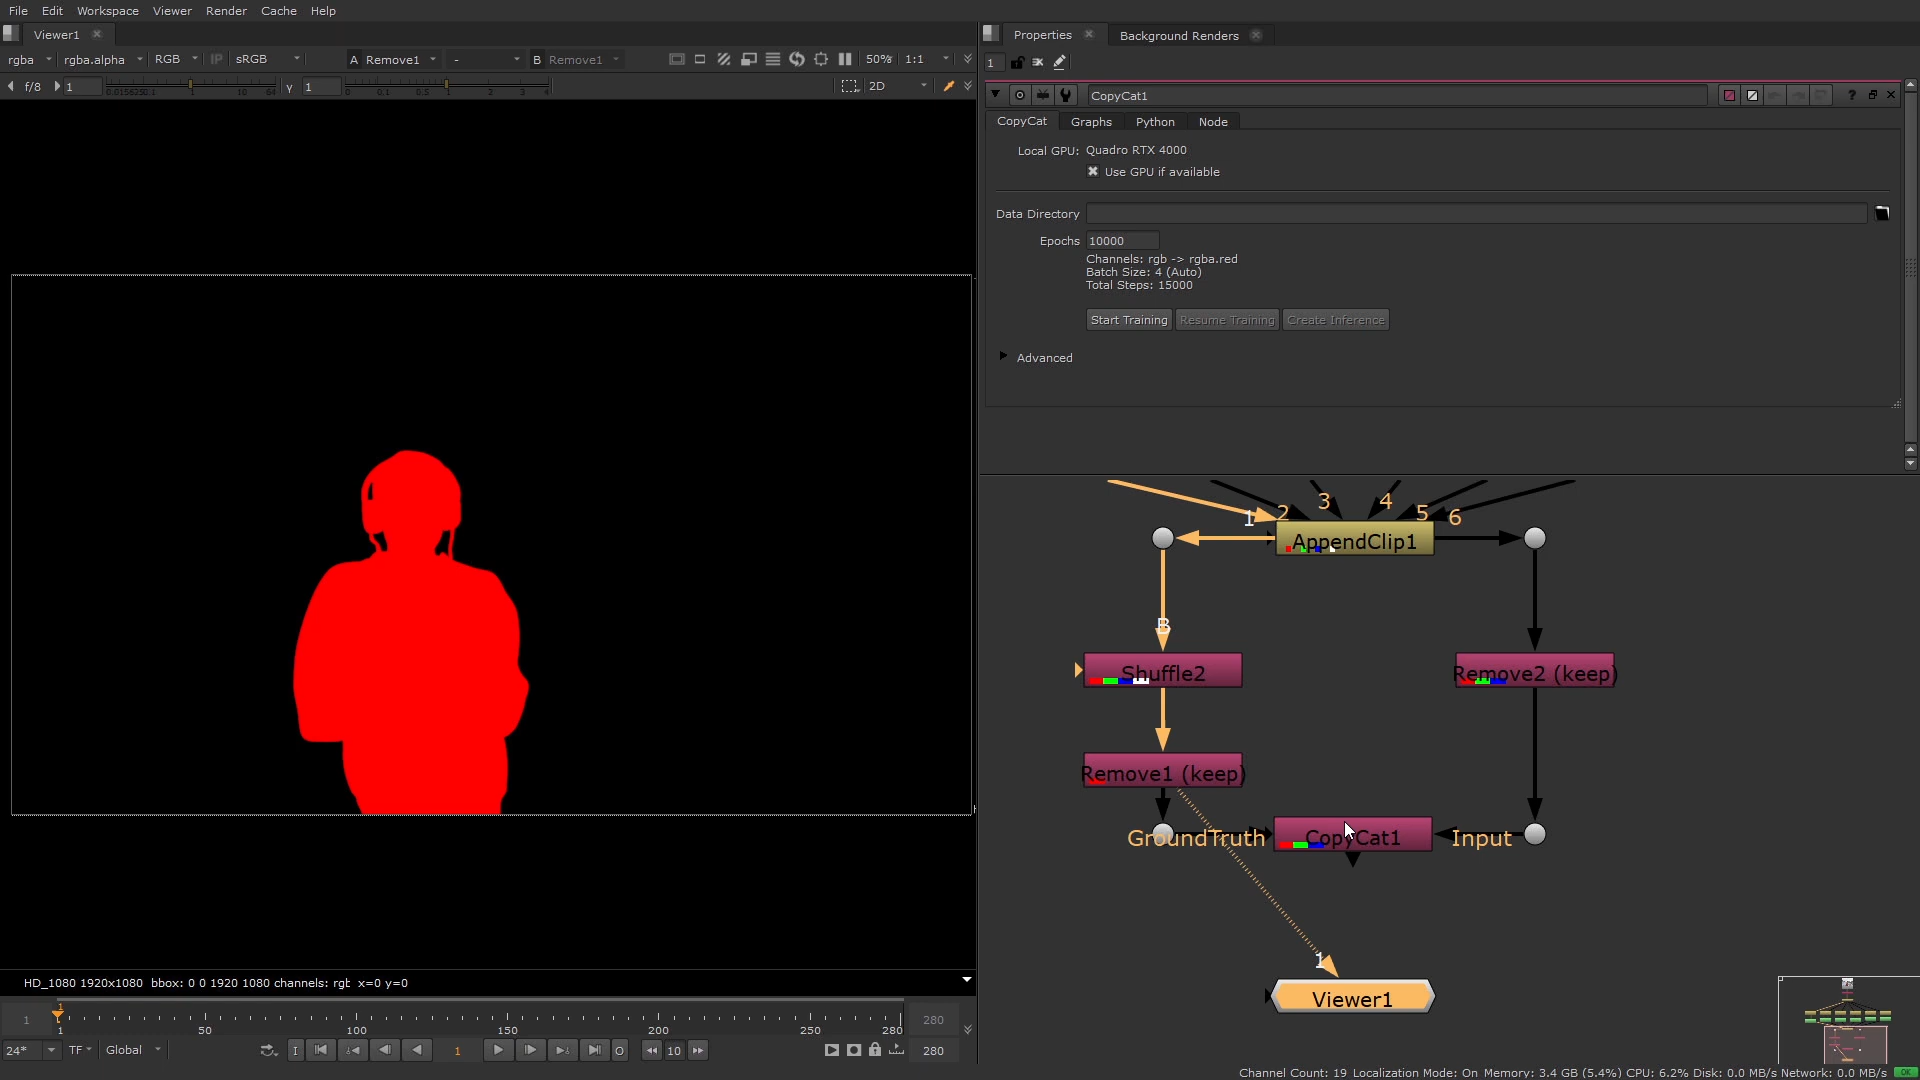 File Edit Workspace Viewer Render Cache Help
Viewer1
rgba rgba.alpha RGB IP sRGB A Remove1 - B Remove1 50% 1:1
f/8 1 γ 1 2D
Properties Background Renders
1
CopyCat1 ?
CopyCat Graphs Python Node
Local GPU: Quadro RTX 4000
Use GPU if available
Data Directory
Epochs 10000
Channels: rgb -> rgba.red
Batch Size: 4 (Auto)
Total Steps: 15000
Start Training Resume Training Create Inference
Advanced
1 2 3 4 5 6
AppendClip1
B
Shuffle2
Remove2 (keep)
Remove1 (keep)
GroundTruth CopyCat1 Input
1
Viewer1
HD_1080 1920x1080 bbox: 0 0 1920 1080 channels: rgb x=0 y=0
1
1 1 50 100 150 200 250 280 280
24* TF Global I 1 O 10 280
Channel Count: 19 Localization Mode: On Memory: 3.4 GB (5.4%) CPU: 6.2% Disk: 0.0 MB/s Network: 0.0 MB/s OK